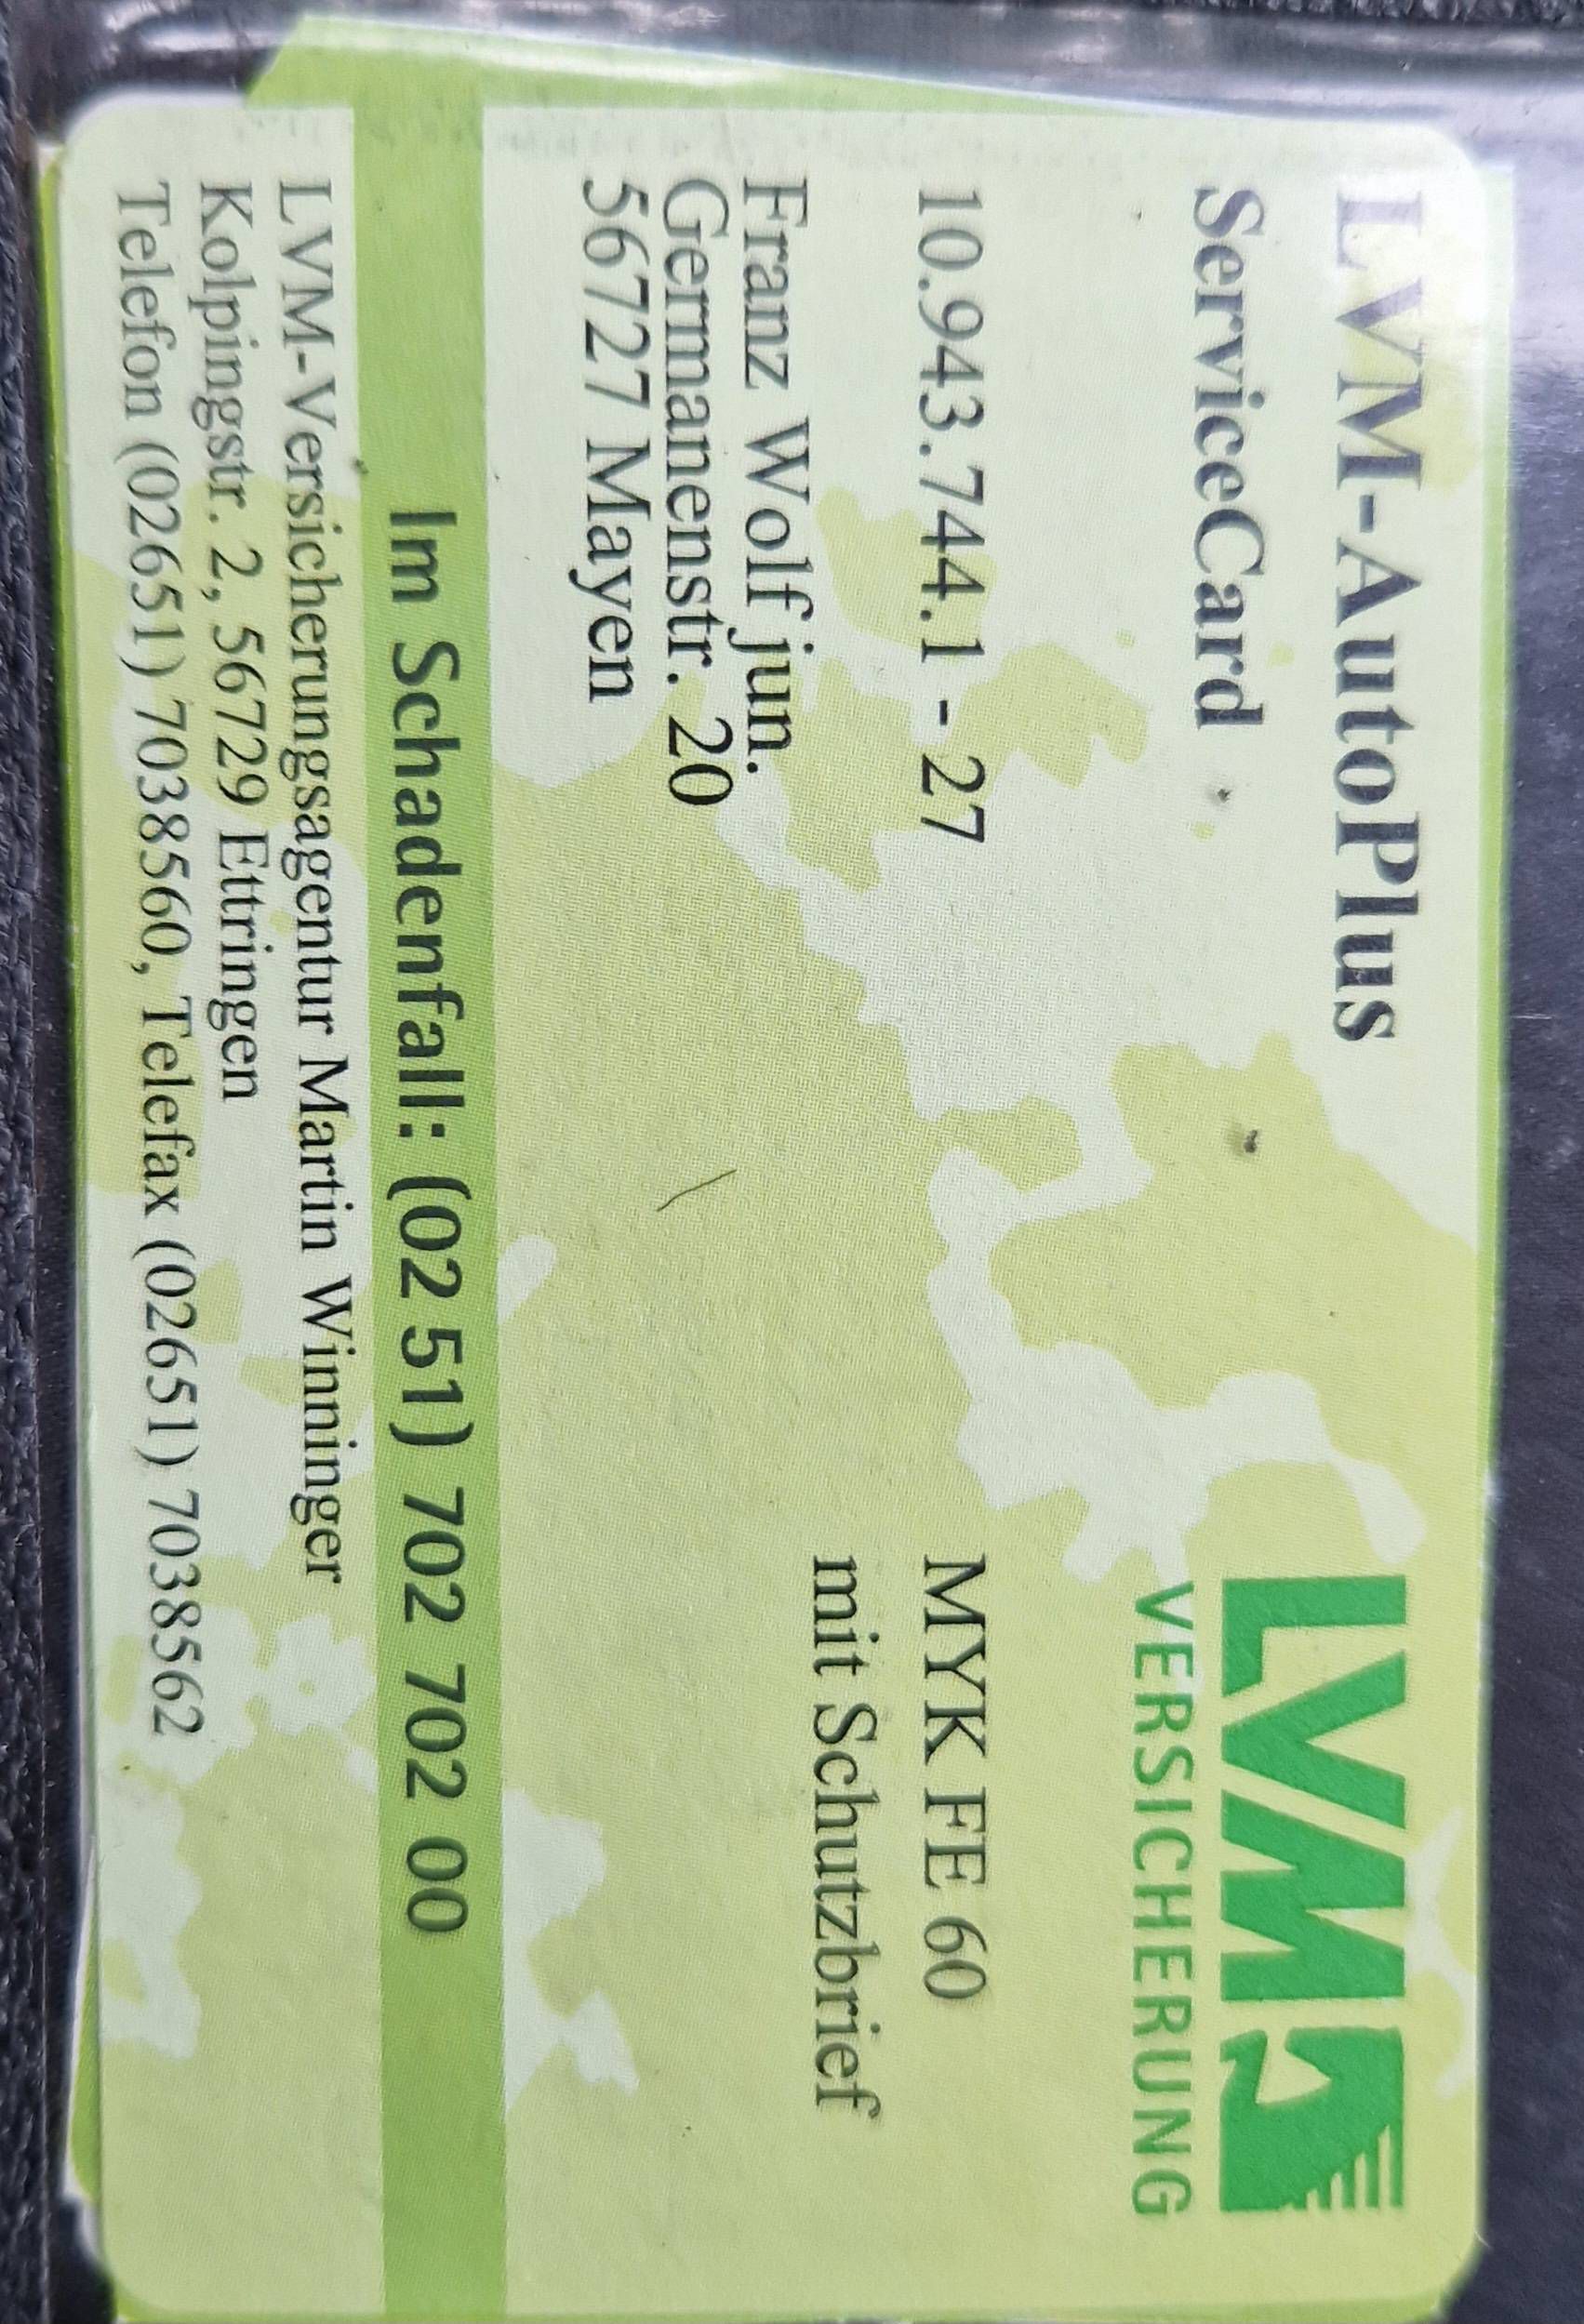 LVM-AutoPlus
ServiceCard
LVM
VERSICHERUNG
10.943.744.1 - 27
MYK FE 60
mit Schutzbrief
Franz Wolf jun.
Germanenstr. 20
56727 Mayen
Im Schadenfall: (02 51) 702 702 00
LVM-Versicherungsagentur Martin Winninger
Kolpingstr. 2, 56729 Ettringen
Telefon (02651) 7038560, Telefax (02651) 7038562